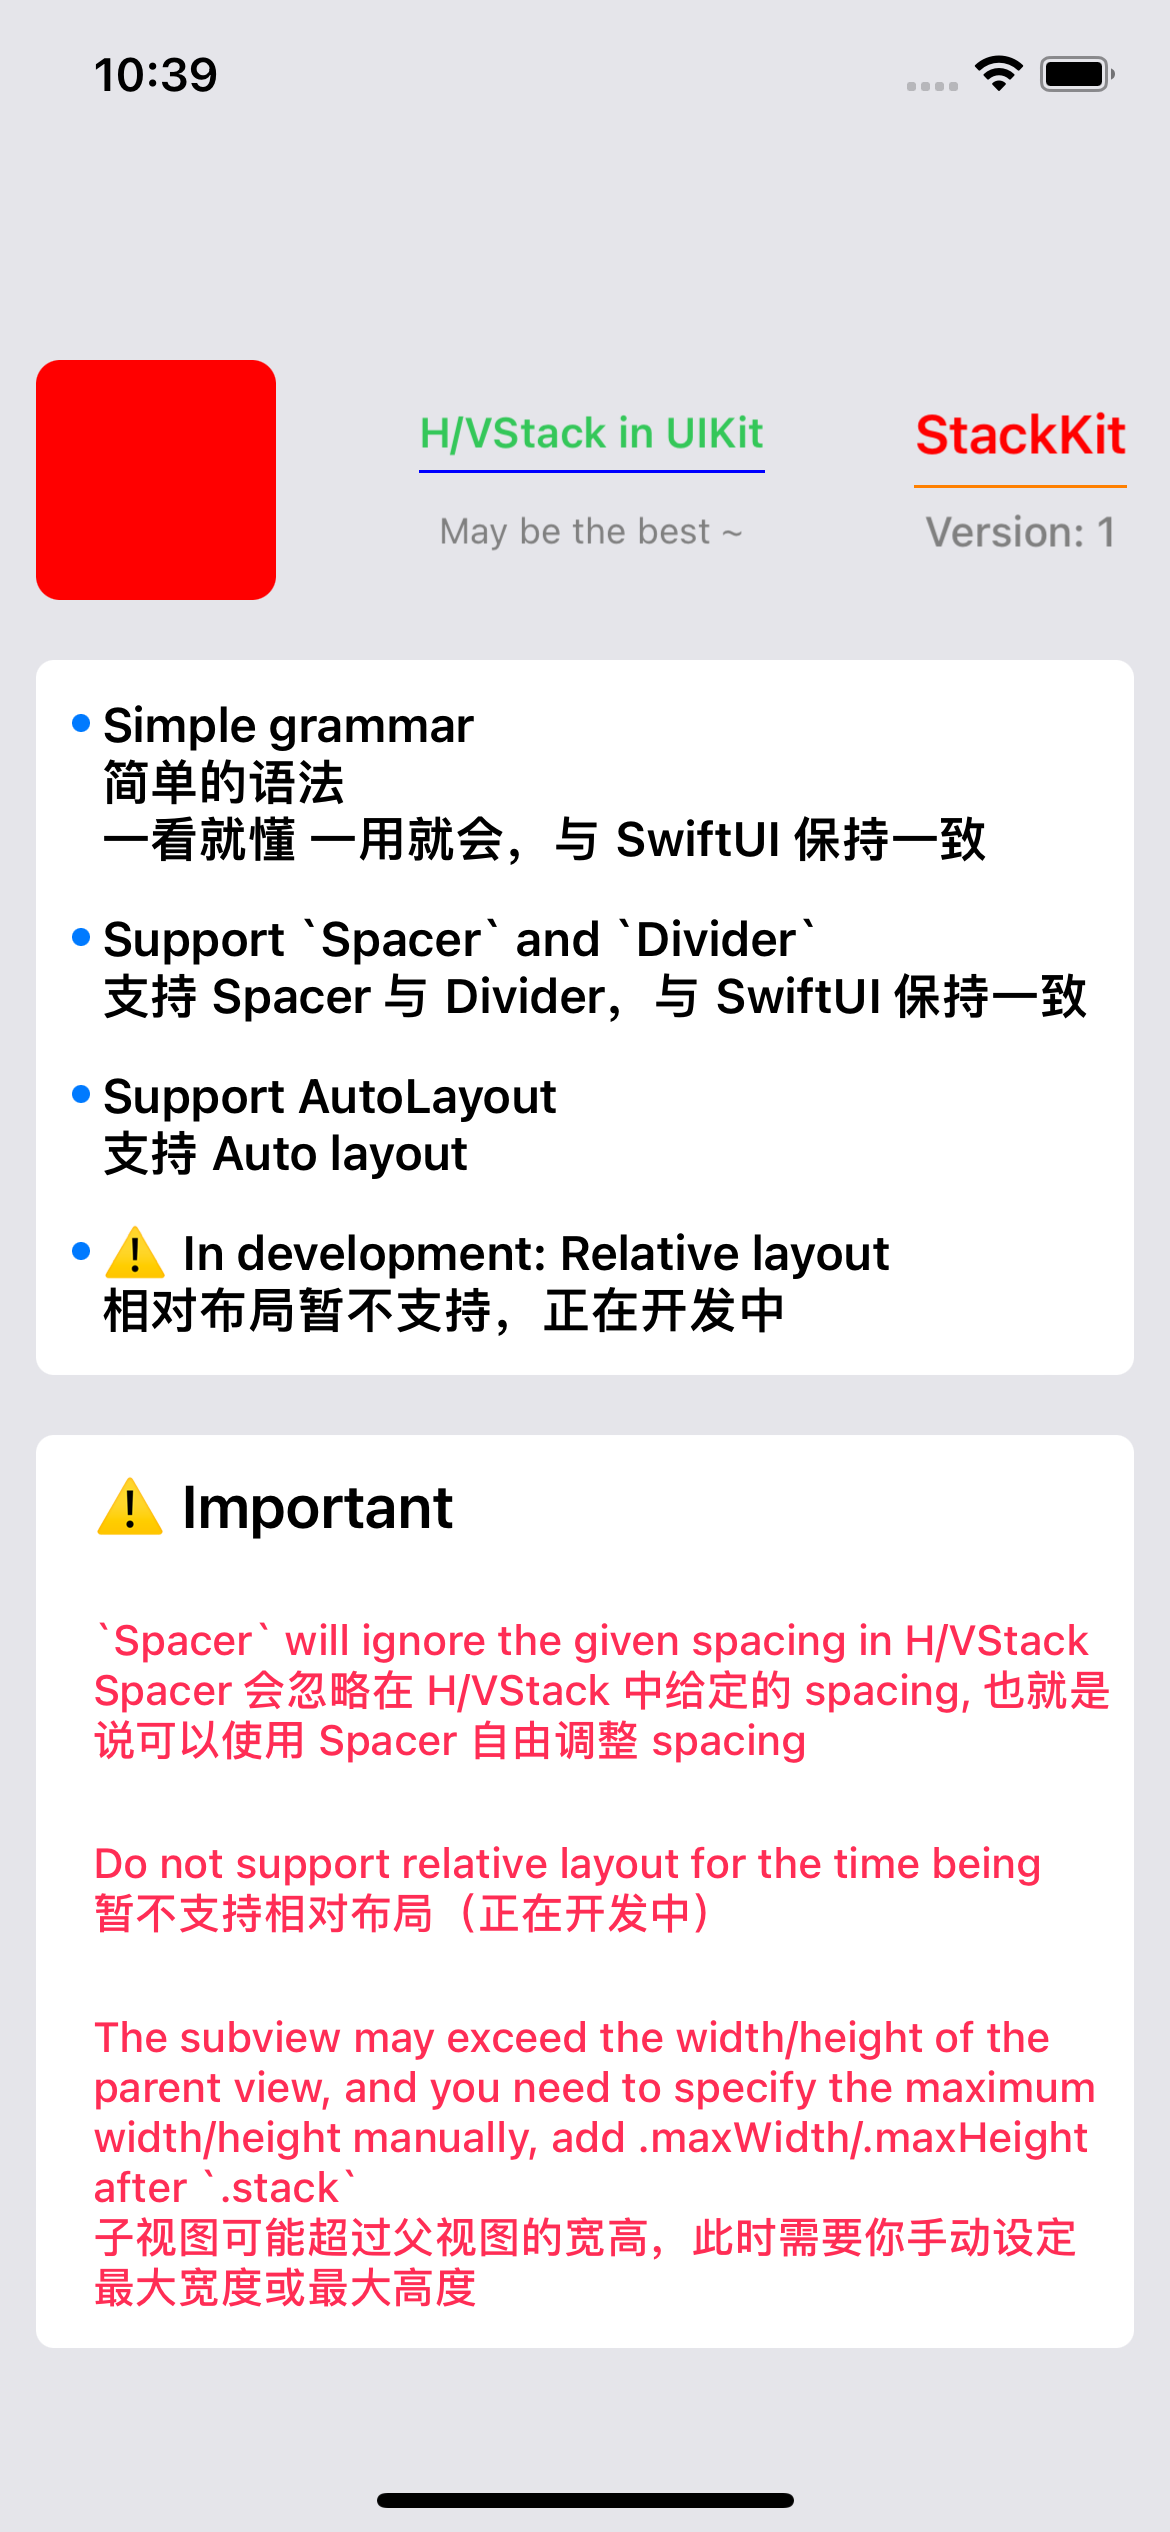 10:39
H/VStack in UIKit
May be the best ~
StackKit
Version: 1
Simple grammar
简单的语法
一看就懂 一用就会，与 SwiftUI 保持一致
Support `Spacer` and `Divider`
支持 Spacer 与 Divider，与 SwiftUI 保持一致
Support AutoLayout
支持 Auto layout
⚠️ In development: Relative layout
相对布局暂不支持，正在开发中
⚠️ Important
`Spacer` will ignore the given spacing in H/VStack
Spacer 会忽略在 H/VStack 中给定的 spacing, 也就是
说可以使用 Spacer 自由调整 spacing
Do not support relative layout for the time being
暂不支持相对布局（正在开发中）
The subview may exceed the width/height of the
parent view, and you need to specify the maximum
width/height manually, add .maxWidth/.maxHeight
after `.stack`
子视图可能超过父视图的宽高，此时需要你手动设定
最大宽度或最大高度